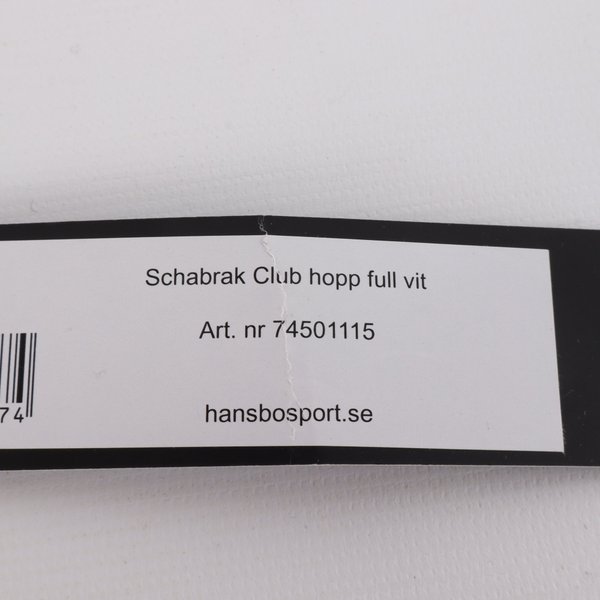 Schabrak Club hopp full vit
Art. nr 74501115
74
hansbosport.se